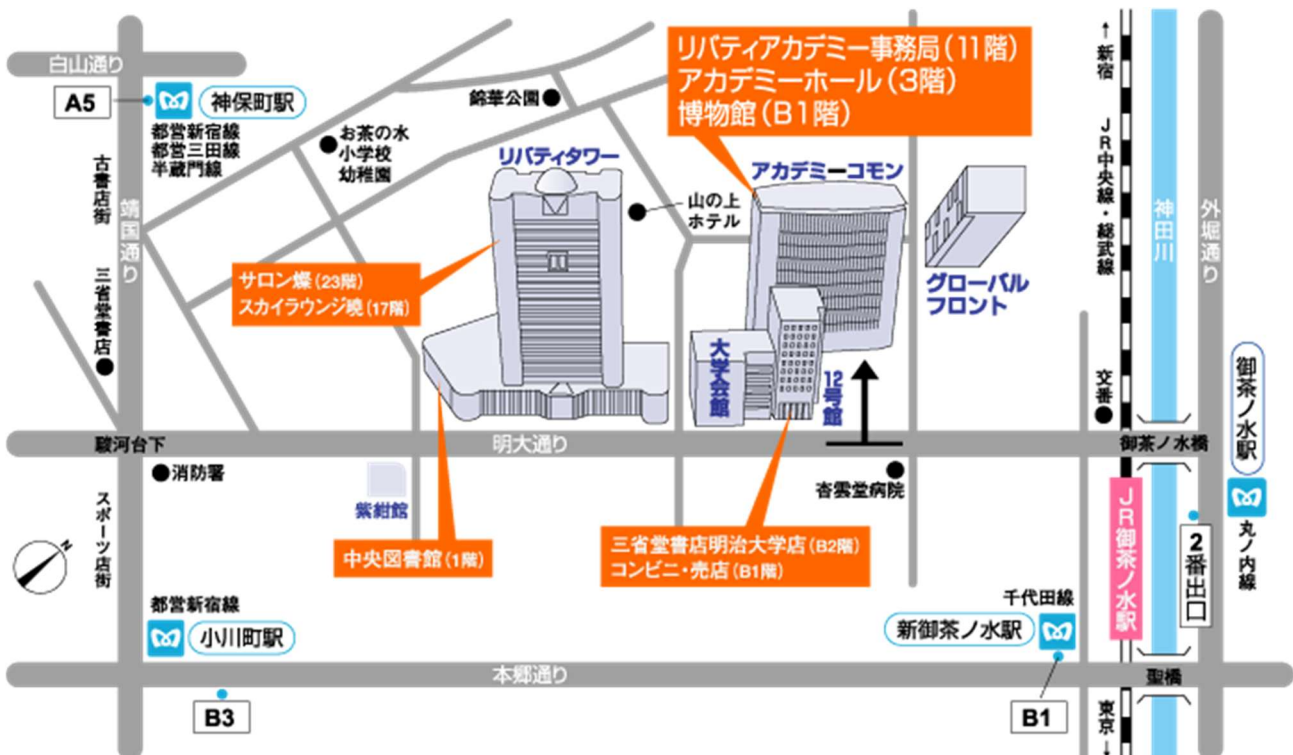 白山通り
A5
神保町駅
都営新宿線
都営三田線
半蔵門線
古書店街
靖国通り
三省堂書店
お茶の水
小学校
幼稚園
錦華公園
リバティタワー
山の上
ホテル
サロン燦(23階)
スカイラウンジ暁(17階)
リバティアカデミー事務局(11階)
アカデミーホール(3階)
博物館(B1階)
アカデミーコモン
グローバル
フロント
大学会館
12号館
↑新宿
JR中央線・総武線
神田川
外堀通り
交番
御茶ノ水駅
丸ノ内線
駿河台下
明大通り
御茶ノ水橋
消防署
紫紺館
杏雲堂病院
中央図書館(1階)
三省堂書店明治大学店(B2階)
コンビニ・売店(B1階)
スポーツ店街
N
JR御茶ノ水駅
2番出口
都営新宿線
小川町駅
千代田線
新御茶ノ水駅
本郷通り
聖橋
B3
B1
東京→